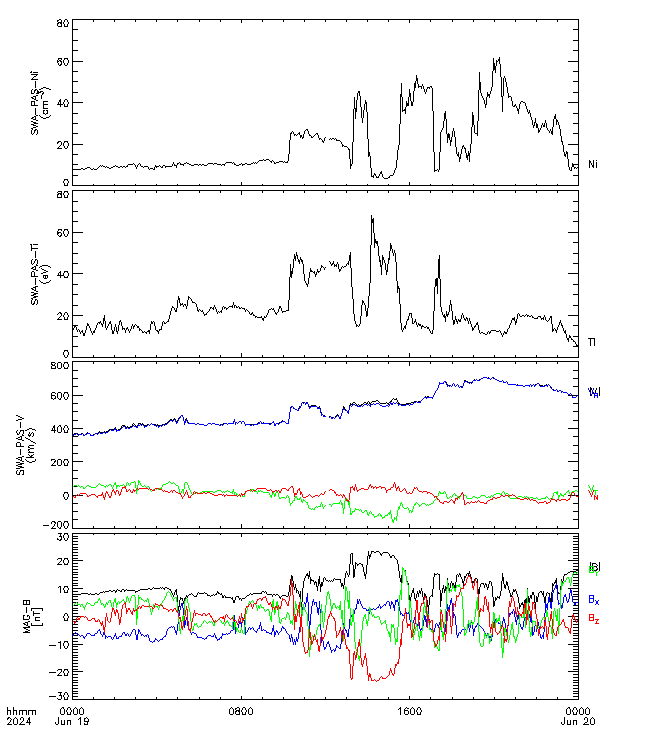 80
60
40
20
0
SWA-PAS-Ni
(cm⁻³)
Ni
80
60
40
20
0
SWA-PAS-Ti
(eV)
Ti
800
600
400
200
0
-200
SWA-PAS-V
(km/s)
30
20
10
0
-10
-20
-30
MAG-B
[nT]
|B|
Bx
Bz
hhmm
2024
0000
Jun 19
0800
1600
0000
Jun 20